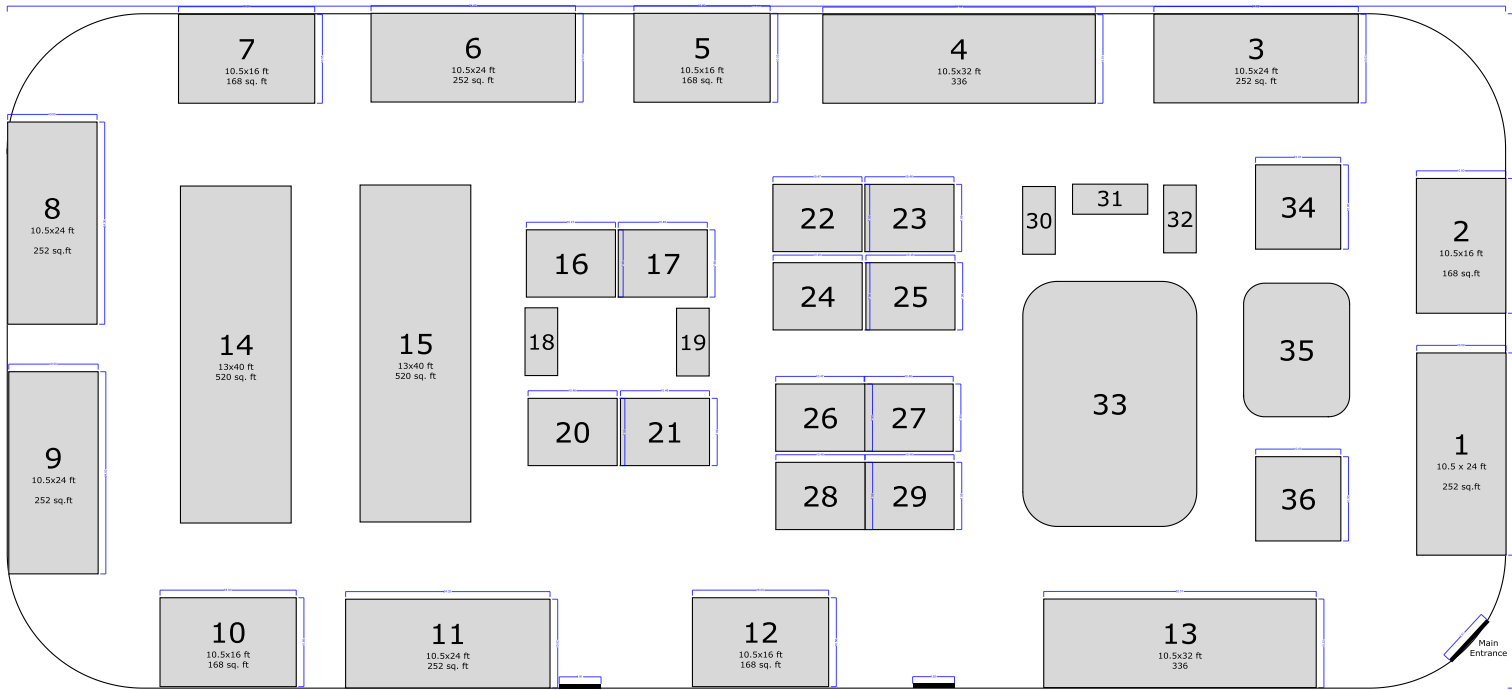 7
10.5x16 ft
168 sq. ft
6
10.5x24 ft
252 sq. ft
5
10.5x16 ft
168 sq. ft
4
10.5x32 ft
336
3
10.5x24 ft
252 sq. ft
8
10.5x24 ft
252 sq.ft
14
13x40 ft
520 sq. ft
15
13x40 ft
520 sq. ft
16
17
18
19
20
21
22
23
24
25
26
27
28
29
30
31
32
33
34
35
36
2
10.5x16 ft
168 sq.ft
1
10.5 x 24 ft
252 sq.ft
9
10.5x24 ft
252 sq.ft
10
10.5x16 ft
168 sq. ft
11
10.5x24 ft
252 sq. ft
12
10.5x16 ft
168 sq. ft
13
10.5x32 ft
336
Main
Entrance